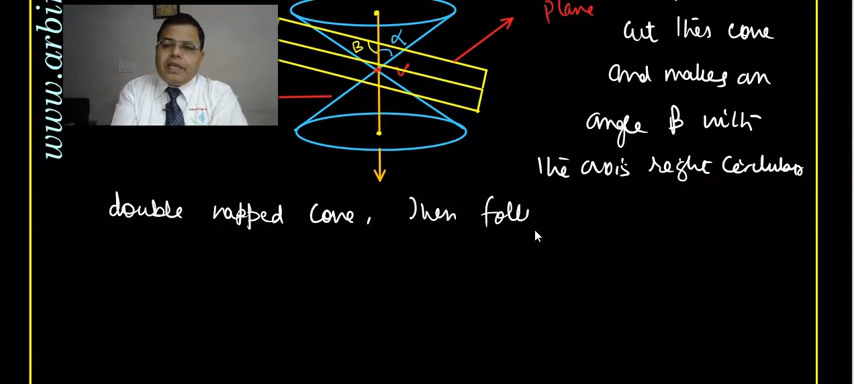 www.arbi
plane
cut this cone
and makes an
β
α
angle β with
the axis right circular
double napped cone. Then foll